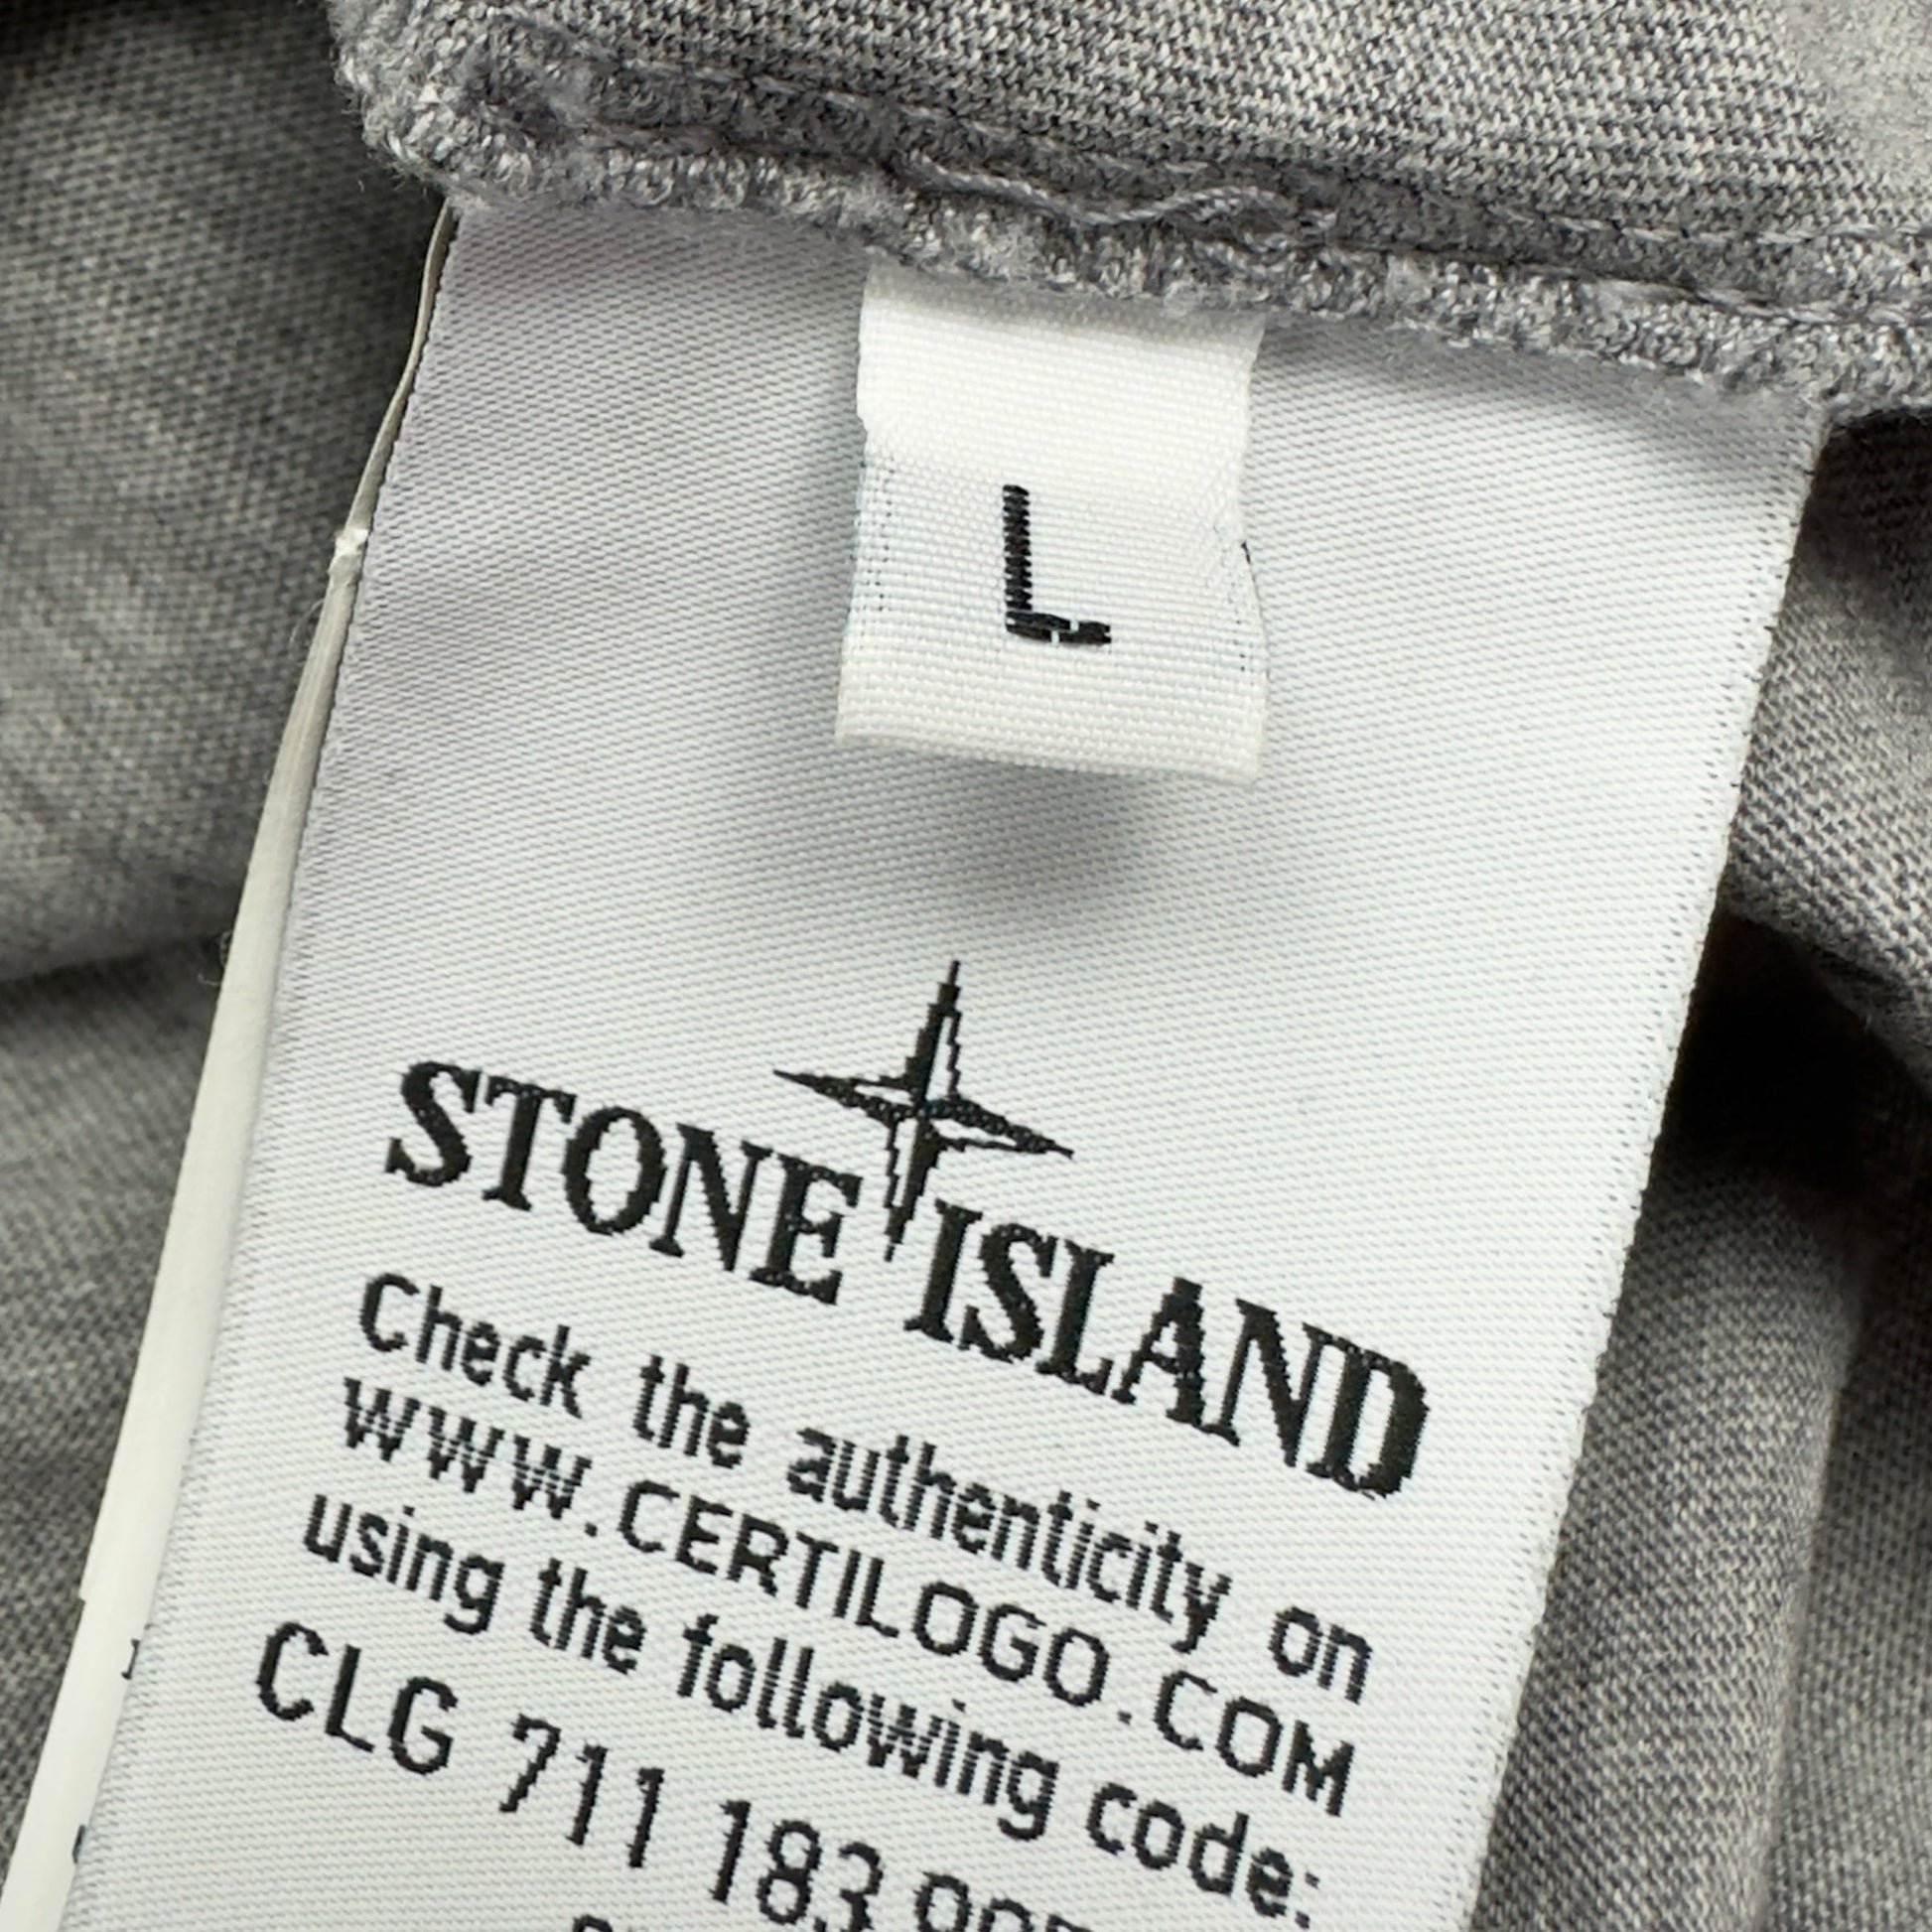 L
STONE ISLAND
Check the authenticity on
WWW.CERTILOGO.COM
using the following code:
CLG 711 183